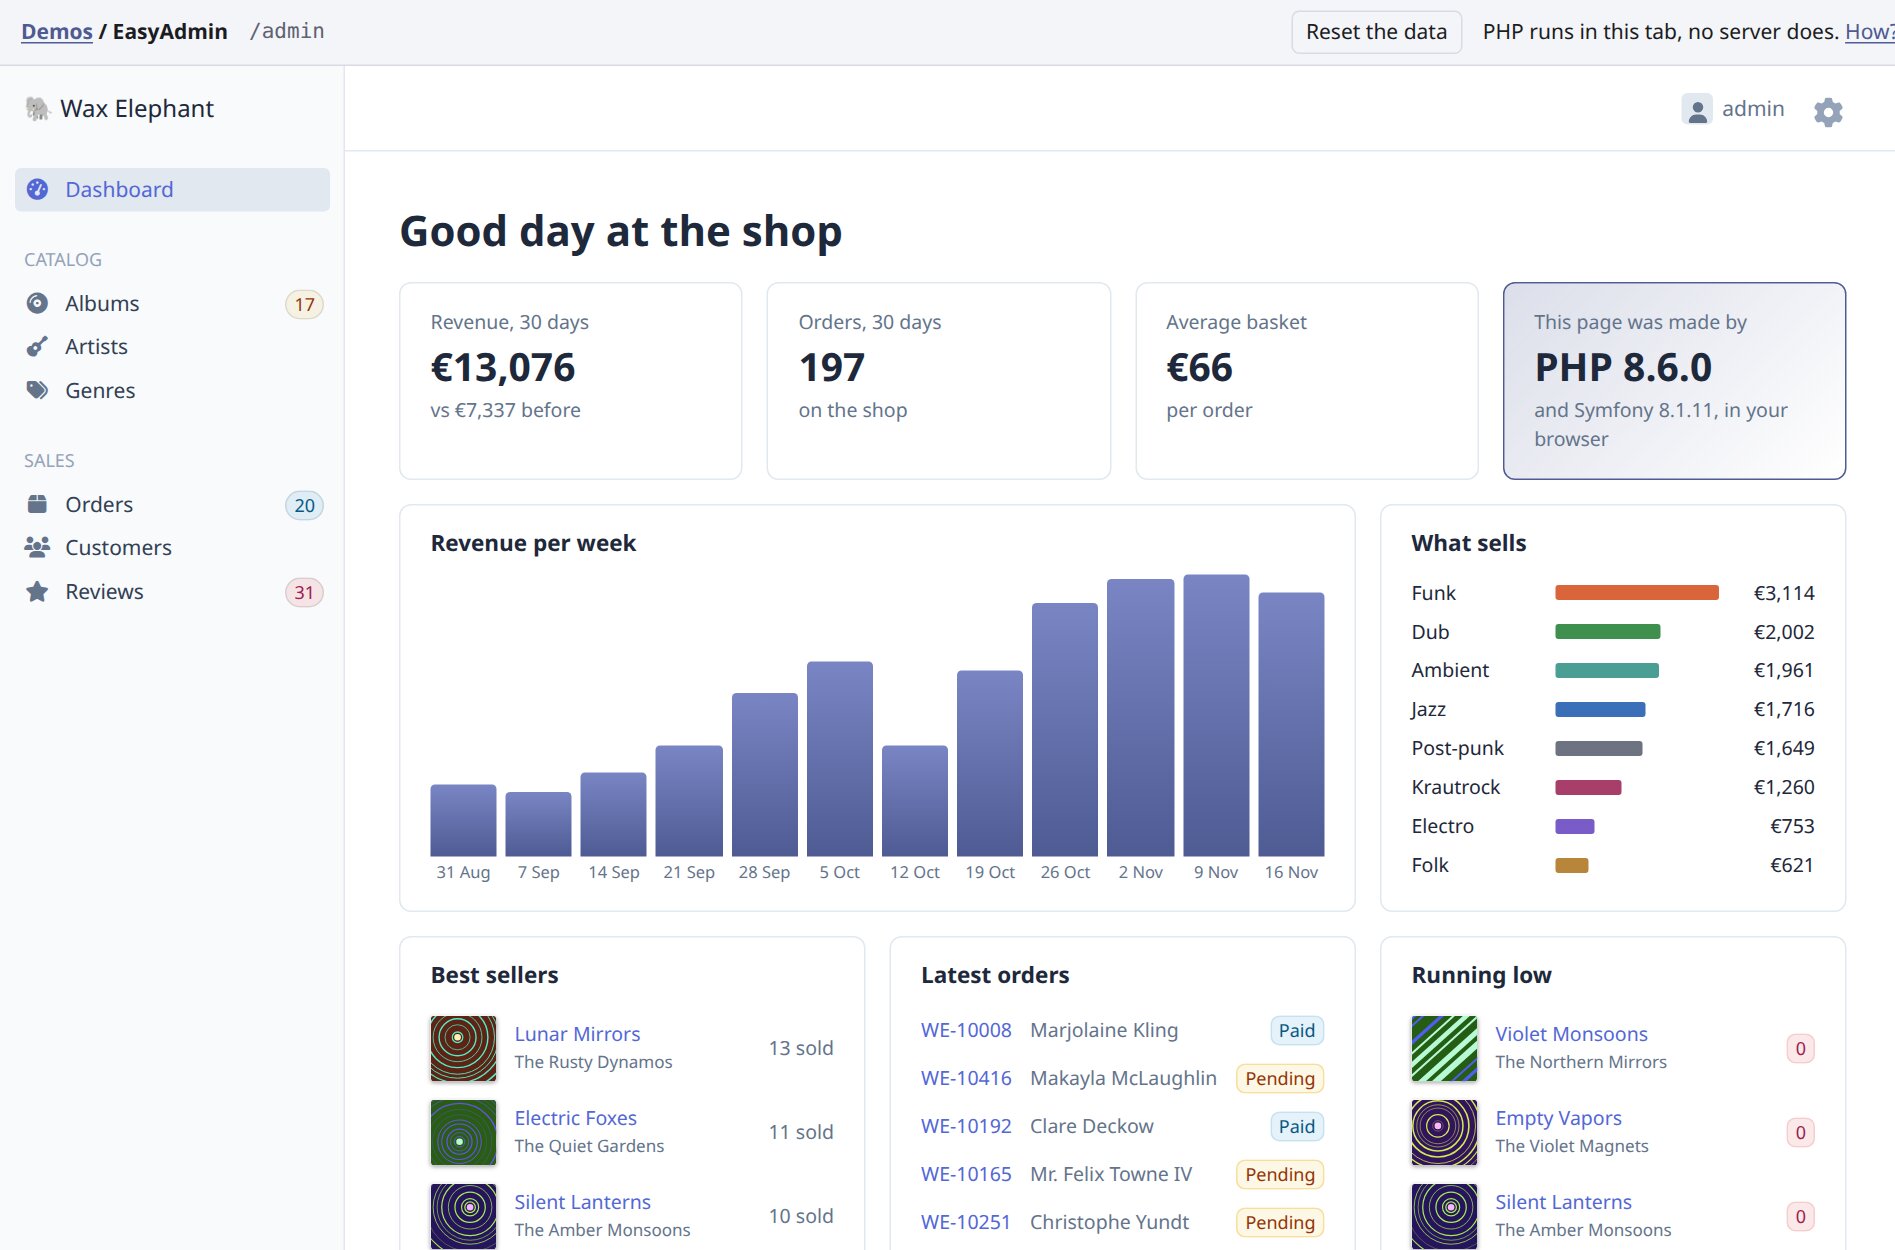 Demos / EasyAdmin /admin
Reset the data
PHP runs in this tab, no server does. How?
Wax Elephant
admin
Dashboard
CATALOG
Albums 17
Artists
Genres
SALES
Orders 20
Customers
Reviews 31
Good day at the shop
Revenue, 30 days
€13,076
vs €7,337 before
Orders, 30 days
197
on the shop
Average basket
€66
per order
This page was made by
PHP 8.6.0
and Symfony 8.1.11, in your
browser
Revenue per week
31 Aug 7 Sep 14 Sep 21 Sep 28 Sep 5 Oct 12 Oct 19 Oct 26 Oct 2 Nov 9 Nov 16 Nov
What sells
Funk €3,114
Dub €2,002
Ambient €1,961
Jazz €1,716
Post-punk €1,649
Krautrock €1,260
Electro €753
Folk €621
Best sellers
Lunar Mirrors
The Rusty Dynamos
13 sold
Electric Foxes
The Quiet Gardens
11 sold
Silent Lanterns
The Amber Monsoons
10 sold
Latest orders
WE-10008 Marjolaine Kling Paid
WE-10416 Makayla McLaughlin Pending
WE-10192 Clare Deckow Paid
WE-10165 Mr. Felix Towne IV Pending
WE-10251 Christophe Yundt Pending
Running low
Violet Monsoons
The Northern Mirrors
0
Empty Vapors
The Violet Magnets
0
Silent Lanterns
The Amber Monsoons
0